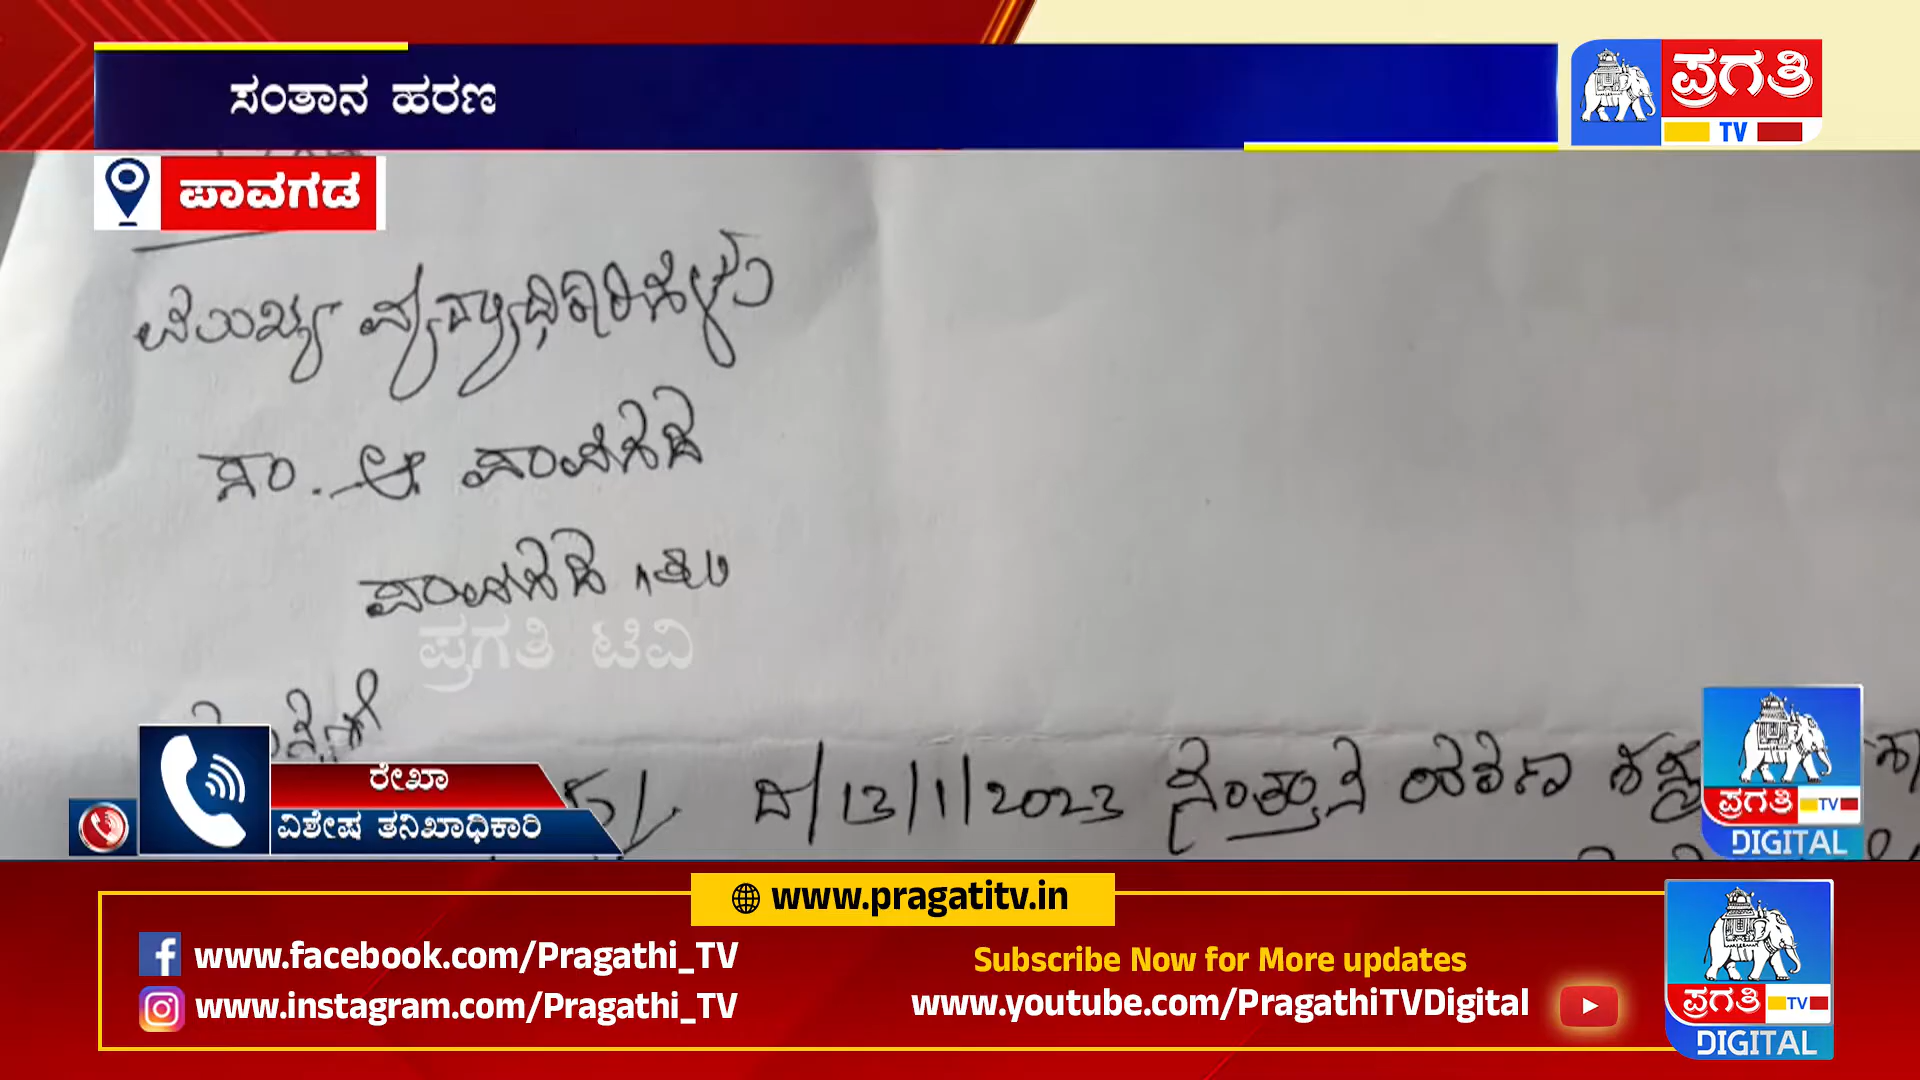 ಸಂತಾನ ಹರಣ
ಪ್ರಗತಿ
TV
ಪಾವಗಡ
ಮುಖ್ಯ ವೈದ್ಯಾಧಿಕಾರಿಗಳು
ಸಾ. ಆ ಪಾವಗಡ
ಪಾವಗಡ ತಾ||
ಪ್ರಗತಿ ಟಿವಿ
ದಿ/ 13/1/2023 ಸಂತಾನ ಹರಣ ಶಸ್ತ್ರ
ರೇಖಾ
ವಿಶೇಷ ತನಿಖಾಧಿಕಾರಿ
ಪ್ರಗತಿ TV
DIGITAL
www.pragatitv.in
www.facebook.com/Pragathi_TV
www.instagram.com/Pragathi_TV
Subscribe Now for More updates
www.youtube.com/PragathiTVDigital
ಪ್ರಗತಿ TV
DIGITAL